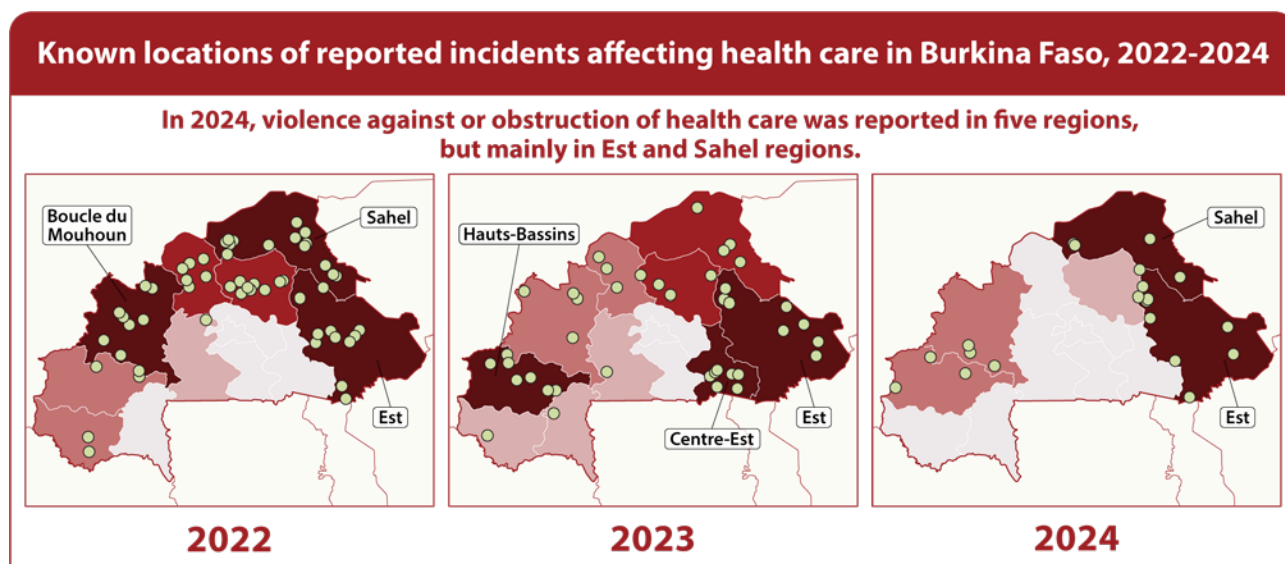 Known locations of reported incidents affecting health care in Burkina Faso, 2022-2024
In 2024, violence against or obstruction of health care was reported in five regions,
but mainly in Est and Sahel regions.
Boucle du
Mouhoun
Sahel
Est
2022
Hauts-Bassins
Centre-Est
Est
2023
Sahel
Est
2024